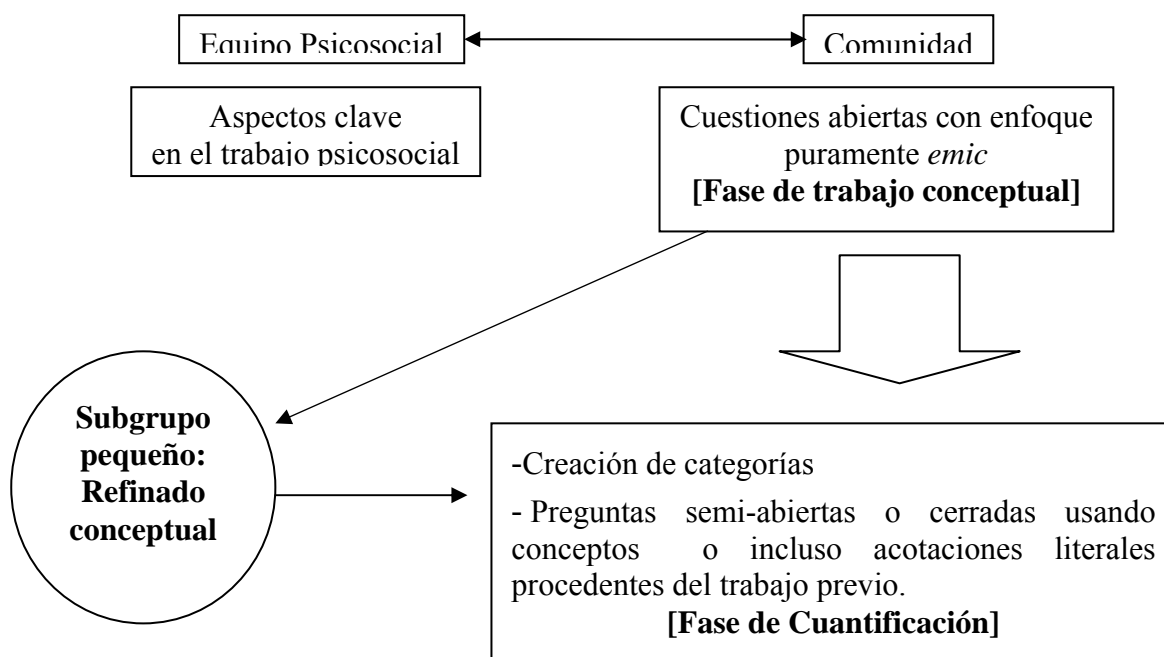 Equipo Psicosocial
Comunidad
Aspectos clave
en el trabajo psicosocial
Cuestiones abiertas con enfoque
puramente emic
[Fase de trabajo conceptual]
Subgrupo
pequeño:
Refinado
conceptual
-Creación de categorías
- Preguntas semi-abiertas o cerradas usando
conceptos o incluso acotaciones literales
procedentes del trabajo previo.
[Fase de Cuantificación]